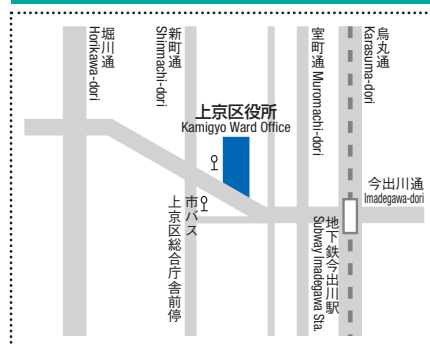 堀川通
Horikawa-dori
新町通
Shinmachi-dori
室町通 Muromachi-dori
烏丸通
Karasuma-dori
上京区役所
Kamigyo Ward Office
今出川通
Imadegawa-dori
市バス
上京区総合庁舎前停
地下鉄今出川駅
Subway Imadegawa Sta.